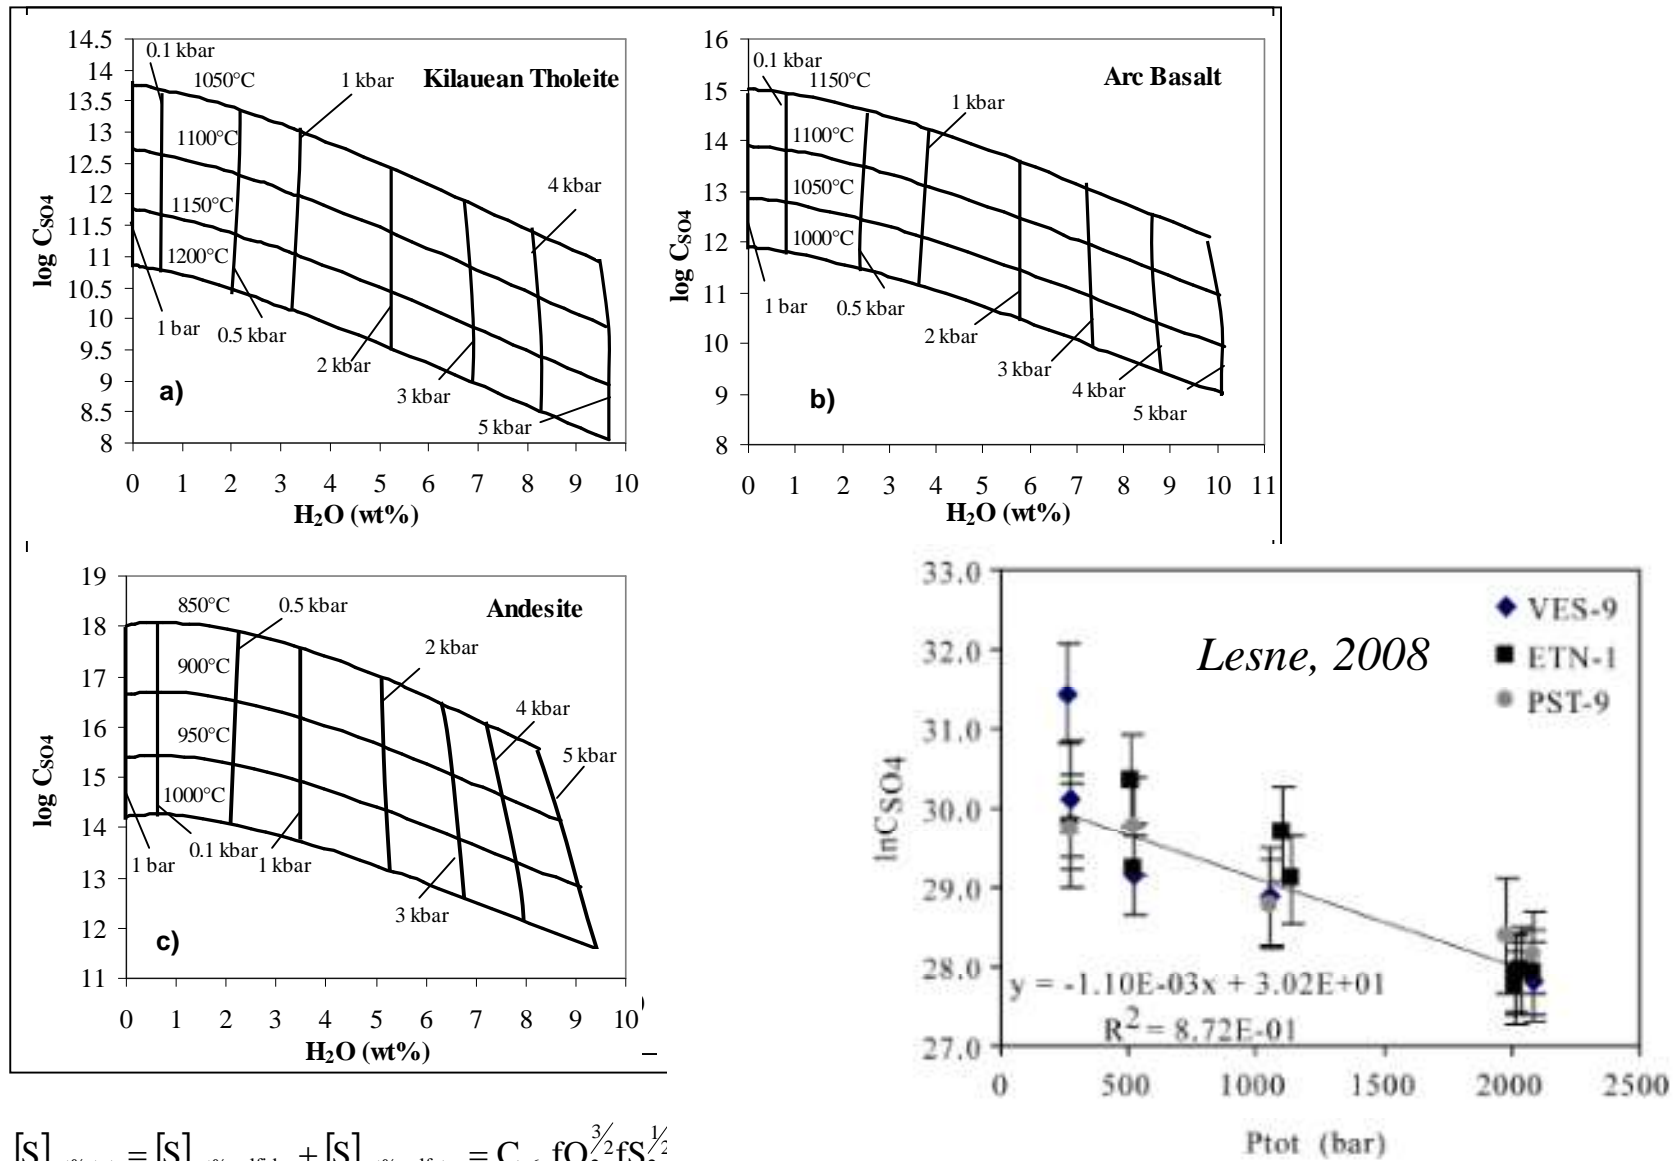 14.5
14
13.5
13
12.5
12
11.5
11
10.5
10
9.5
9
8.5
8
log CSO4
0.1 kbar
1050°C
1 kbar
Kilauean Tholeite
1100°C
1150°C
4 kbar
1200°C
1 bar
0.5 kbar
2 kbar
3 kbar
5 kbar
a)
0 1 2 3 4 5 6 7 8 9 10
H2O (wt%)
16
15
14
13
12
11
10
9
8
log CSO4
0.1 kbar
1150°C
1 kbar
Arc Basalt
1100°C
1050°C
1000°C
1 bar
0.5 kbar
2 kbar
3 kbar
4 kbar
5 kbar
b)
0 1 2 3 4 5 6 7 8 9 10 11
H2O (wt%)
19
18
17
16
15
14
13
12
11
log CSO4
850°C
0.5 kbar
Andesite
900°C
2 kbar
950°C
4 kbar
5 kbar
1000°C
1 bar
0.1 kbar
1 kbar
3 kbar
c)
0 1 2 3 4 5 6 7 8 9 10
H2O (wt%)
33.0
32.0
31.0
30.0
29.0
28.0
27.0
lnCSO4
Lesne, 2008
VES-9
ETN-1
PST-9
y = -1.10E-03x + 3.02E+01
R2 = 8.72E-01
0 500 1000 1500 2000 2500
Ptot (bar)
[S] = [S] + [S] = C fO 3/2 fS 1/2